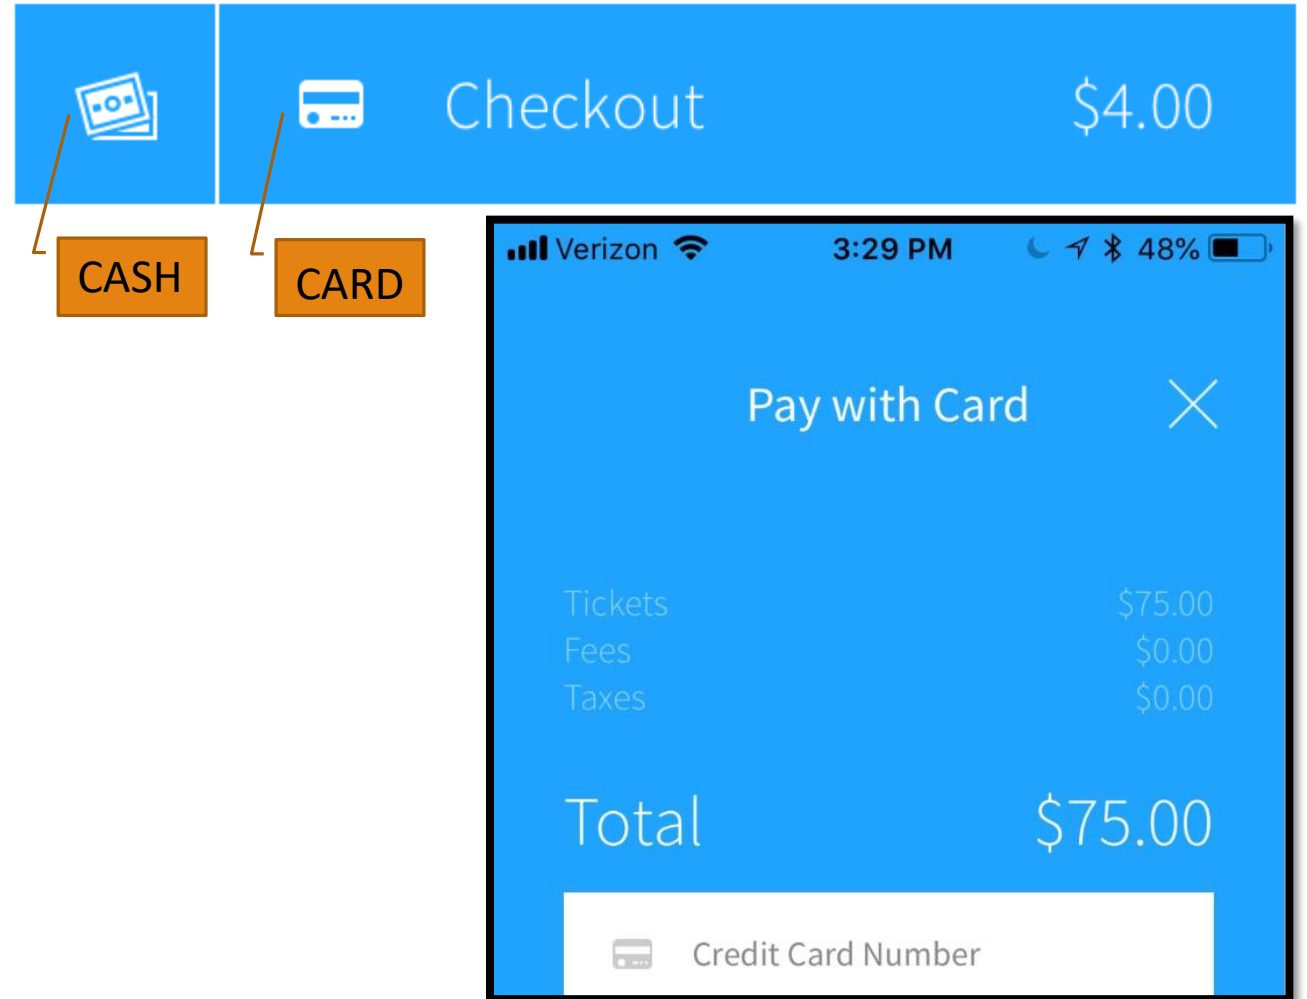 Checkout $4.00
CASH
CARD
Verizon 3:29 PM 48%
Pay with Card
Tickets $75.00
Fees $0.00
Taxes $0.00
Total $75.00
Credit Card Number